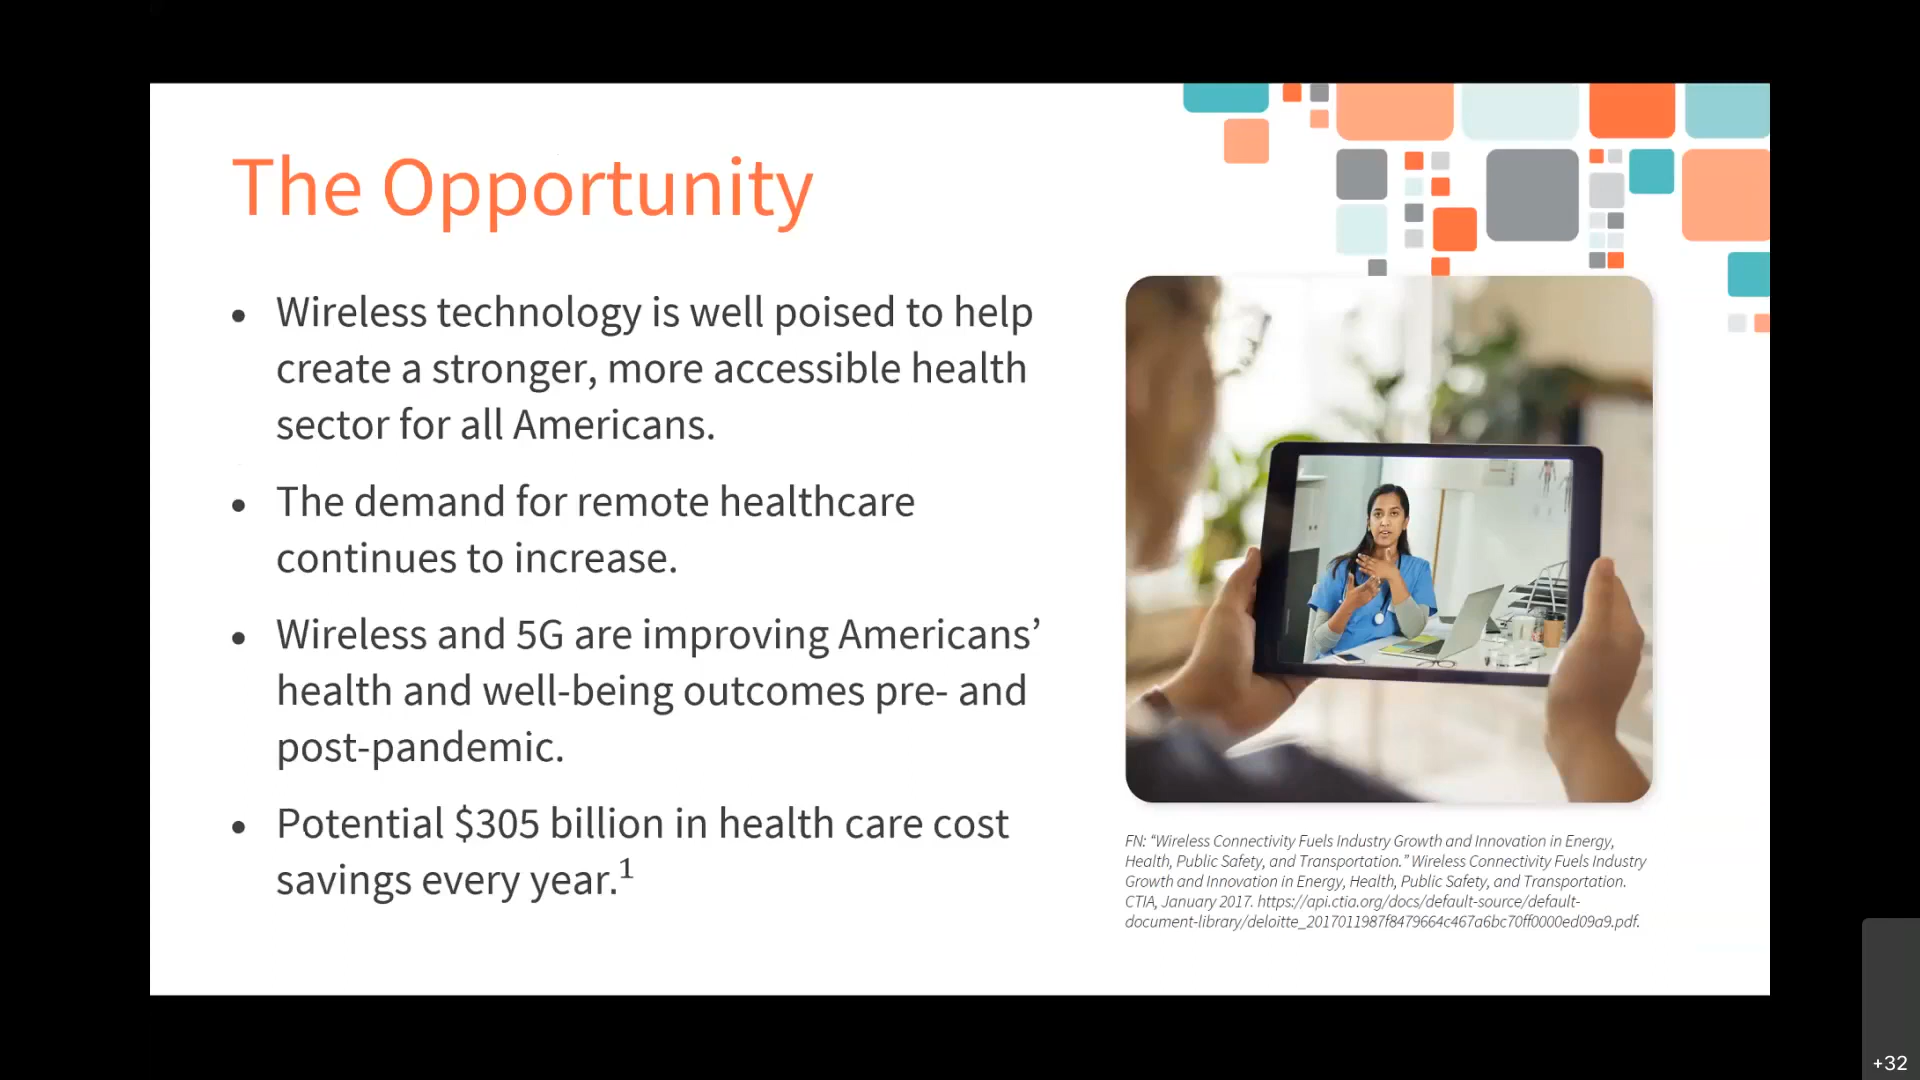 The Opportunity
• Wireless technology is well poised to help
create a stronger, more accessible health
sector for all Americans.
• The demand for remote healthcare
continues to increase.
• Wireless and 5G are improving Americans’
health and well-being outcomes pre- and
post-pandemic.
• Potential $305 billion in health care cost
savings every year.1
FN: “Wireless Connectivity Fuels Industry Growth and Innovation in Energy,
Health, Public Safety, and Transportation.” Wireless Connectivity Fuels Industry
Growth and Innovation in Energy, Health, Public Safety, and Transportation.
CTIA, January 2017. https://api.ctia.org/docs/default-source/default-
document-library/deloitte_2017011987f8479664c467a6bc70ff0000ed09a9.pdf.
+32